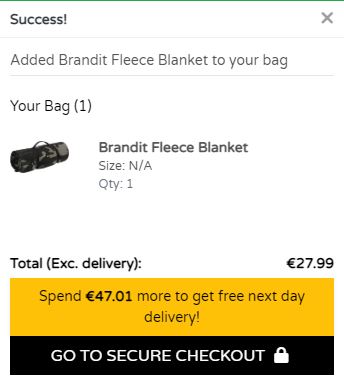 Success!
Added Brandit Fleece Blanket to your bag
Your Bag (1)
Brandit Fleece Blanket
Size: N/A
Qty: 1
Total (Exc. delivery): €27.99
Spend €47.01 more to get free next day
delivery!
GO TO SECURE CHECKOUT